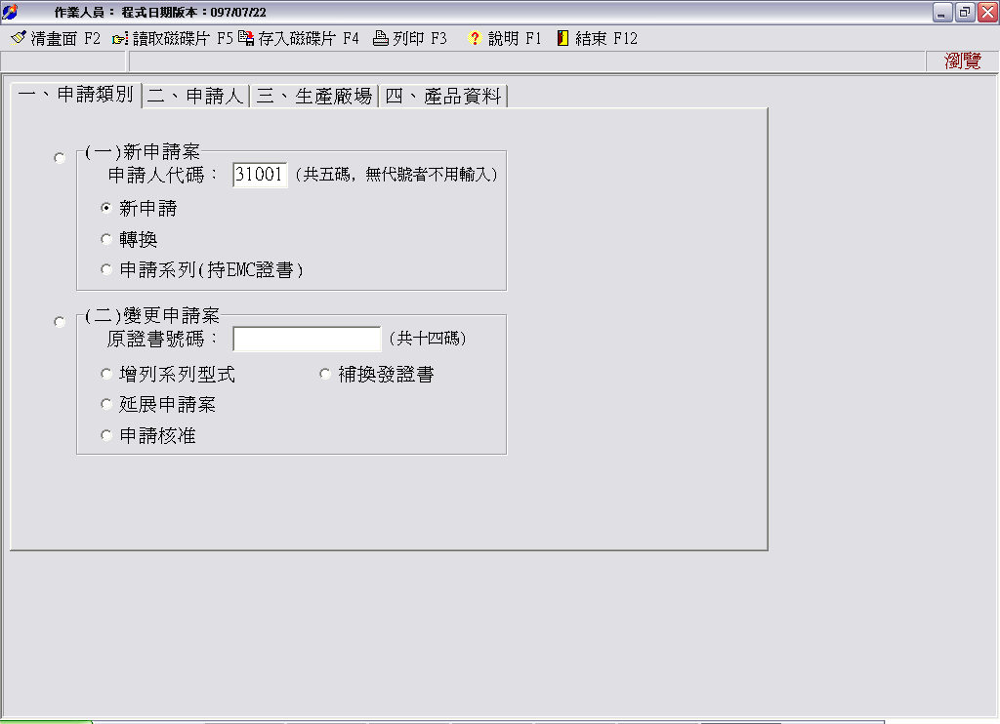 作業人員： 程式日期版本：097/07/22
清畫面 F2 讀取磁碟片 F5 存入磁碟片 F4 列印 F3 說明 F1 結束 F12
瀏覽
一、申請類別 二、申請人 三、生產廠場 四、產品資料
(一)新申請案
申請人代碼： 31001 (共五碼, 無代號者不用輸入)
新申請
轉換
申請系列(持EMC證書)
(二)變更申請案
原證書號碼： (共十四碼)
增列系列型式 補換發證書
延展申請案
申請核准